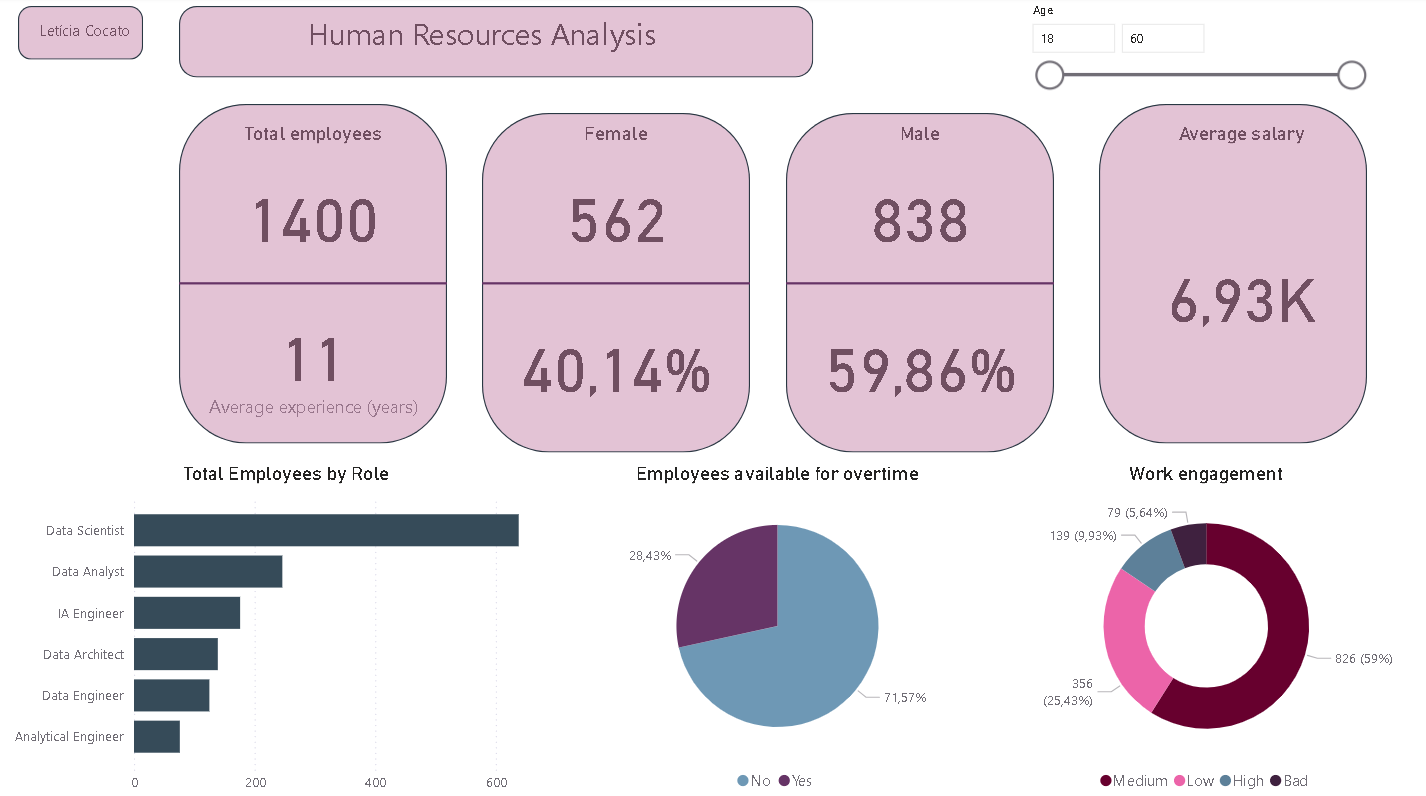 Letícia Cocato
Human Resources Analysis
Age
18
60
Total employees
1400
11
Average experience (years)
Female
562
40,14%
Male
838
59,86%
Average salary
6,93K
Total Employees by Role
Data Scientist
Data Analyst
IA Engineer
Data Architect
Data Engineer
Analytical Engineer
0
200
400
600
Employees available for overtime
28,43%
71,57%
No
Yes
Work engagement
79 (5,64%)
139 (9,93%)
356
(25,43%)
826 (59%)
Medium
Low
High
Bad